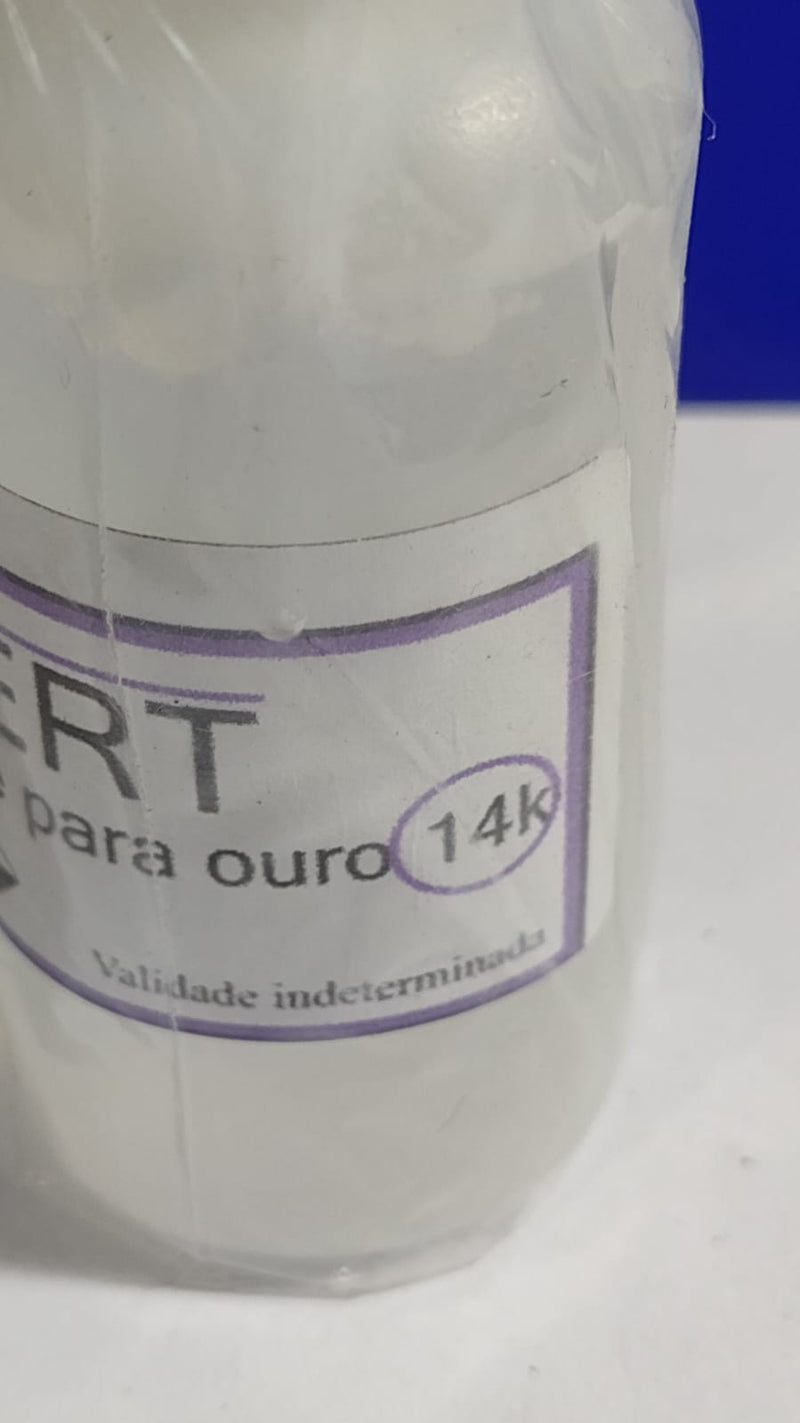 ERT
para ouro 14k
Validade indeterminada